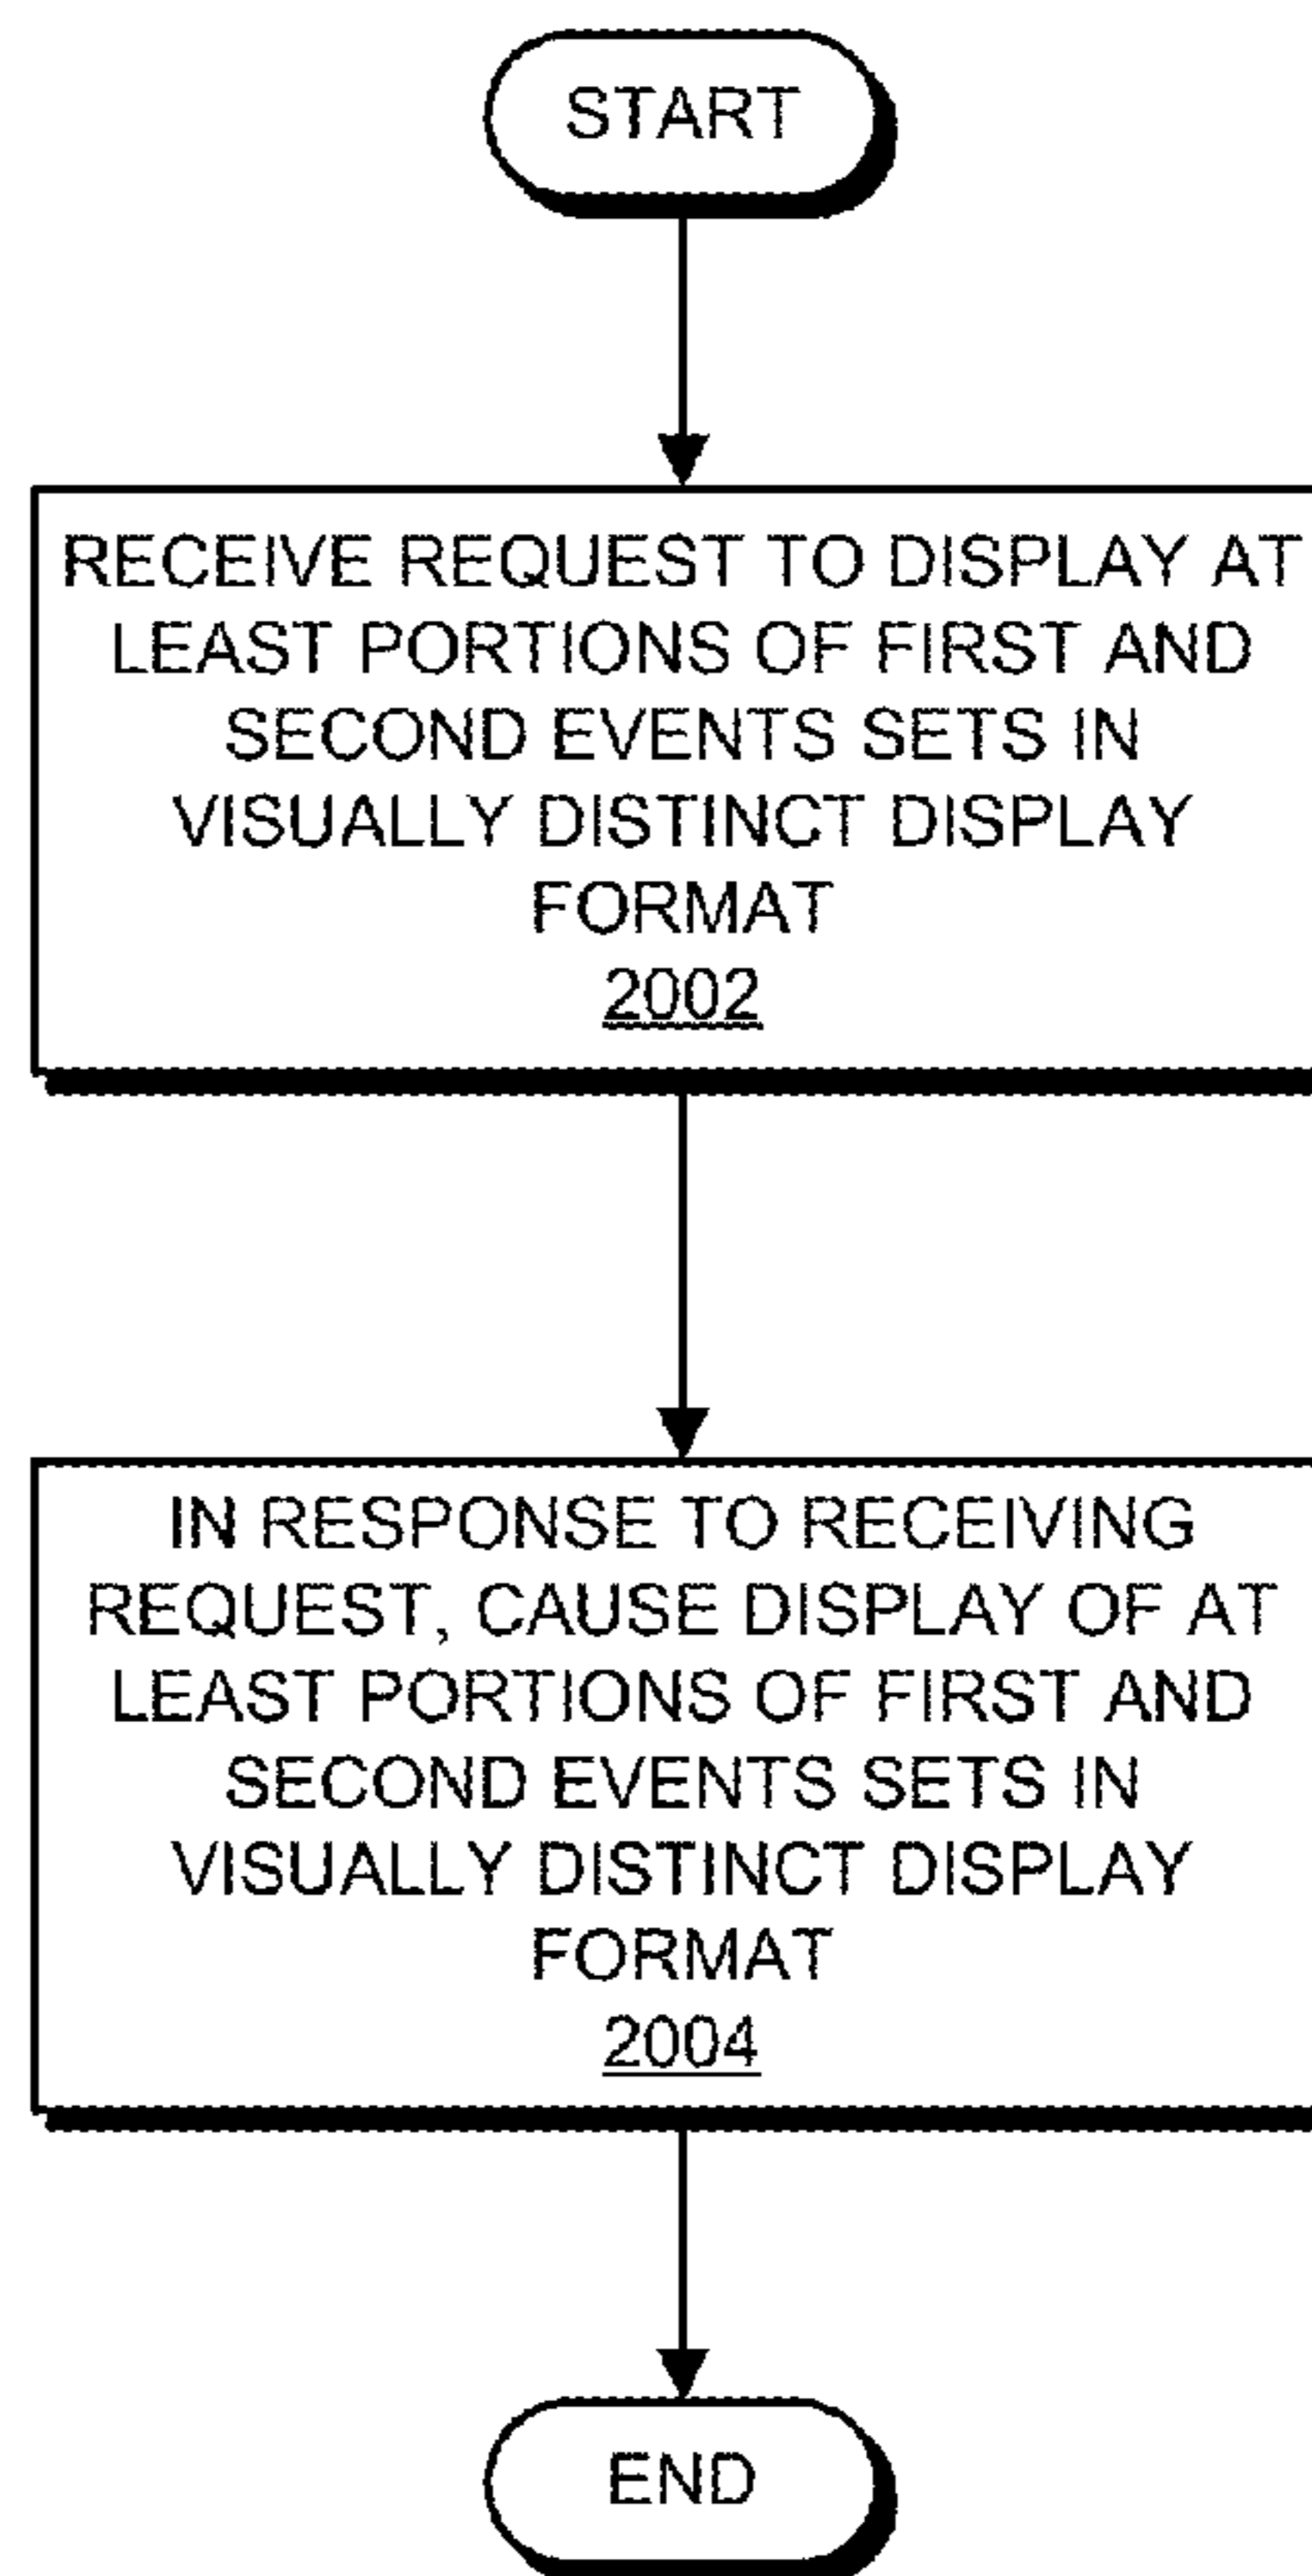 START
RECEIVE REQUEST TO DISPLAY AT
LEAST PORTIONS OF FIRST AND
SECOND EVENTS SETS IN
VISUALLY DISTINCT DISPLAY
FORMAT
2002
IN RESPONSE TO RECEIVING
REQUEST, CAUSE DISPLAY OF AT
LEAST PORTIONS OF FIRST AND
SECOND EVENTS SETS IN
VISUALLY DISTINCT DISPLAY
FORMAT
2004
END